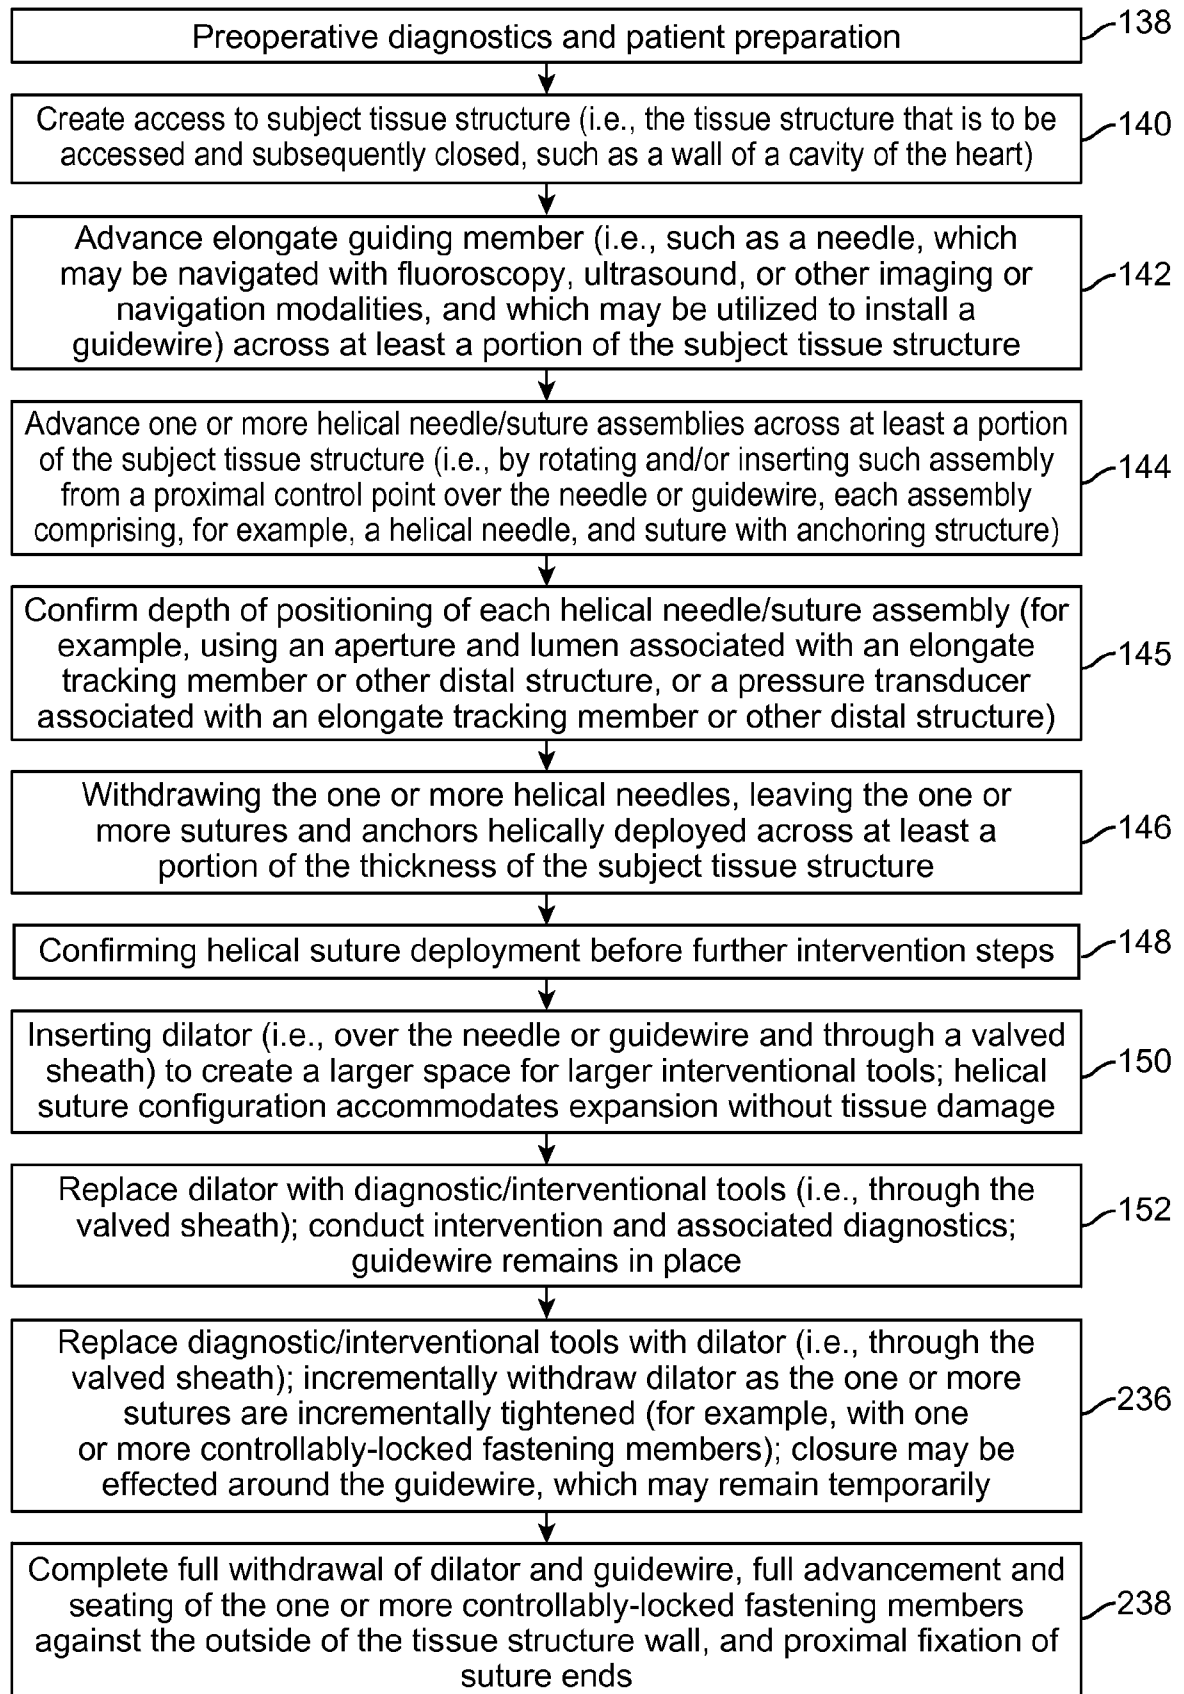 Preoperative diagnostics and patient preparation
138
Create access to subject tissue structure (i.e., the tissue structure that is to be
accessed and subsequently closed, such as a wall of a cavity of the heart)
140
Advance elongate guiding member (i.e., such as a needle, which
may be navigated with fluoroscopy, ultrasound, or other imaging or
navigation modalities, and which may be utilized to install a
guidewire) across at least a portion of the subject tissue structure
142
Advance one or more helical needle/suture assemblies across at least a portion
of the subject tissue structure (i.e., by rotating and/or inserting such assembly
from a proximal control point over the needle or guidewire, each assembly
comprising, for example, a helical needle, and suture with anchoring structure)
144
Confirm depth of positioning of each helical needle/suture assembly (for
example, using an aperture and lumen associated with an elongate
tracking member or other distal structure, or a pressure transducer
associated with an elongate tracking member or other distal structure)
145
Withdrawing the one or more helical needles, leaving the one or
more sutures and anchors helically deployed across at least a
portion of the thickness of the subject tissue structure
146
Confirming helical suture deployment before further intervention steps
148
Inserting dilator (i.e., over the needle or guidewire and through a valved
sheath) to create a larger space for larger interventional tools; helical
suture configuration accommodates expansion without tissue damage
150
Replace dilator with diagnostic/interventional tools (i.e., through the
valved sheath); conduct intervention and associated diagnostics;
guidewire remains in place
152
Replace diagnostic/interventional tools with dilator (i.e., through the
valved sheath); incrementally withdraw dilator as the one or more
sutures are incrementally tightened (for example, with one
or more controllably-locked fastening members); closure may be
effected around the guidewire, which may remain temporarily
236
Complete full withdrawal of dilator and guidewire, full advancement and
seating of the one or more controllably-locked fastening members
against the outside of the tissue structure wall, and proximal fixation of
suture ends
238